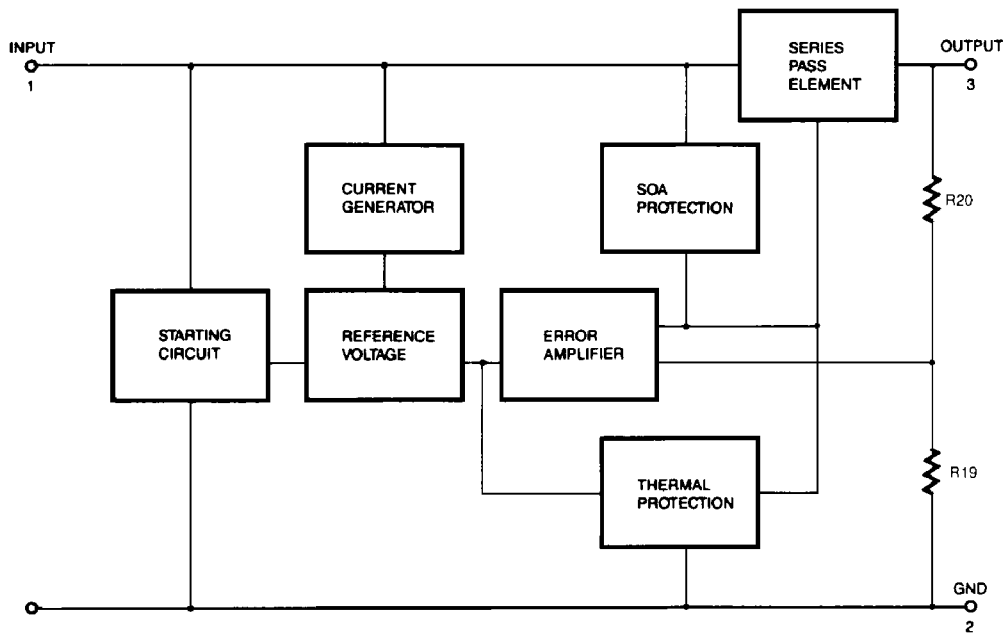 INPUT
1
SERIES
PASS
ELEMENT
OUTPUT
3
CURRENT
GENERATOR
SOA
PROTECTION
R20
STARTING
CIRCUIT
REFERENCE
VOLTAGE
ERROR
AMPLIFIER
THERMAL
PROTECTION
R19
GND
2